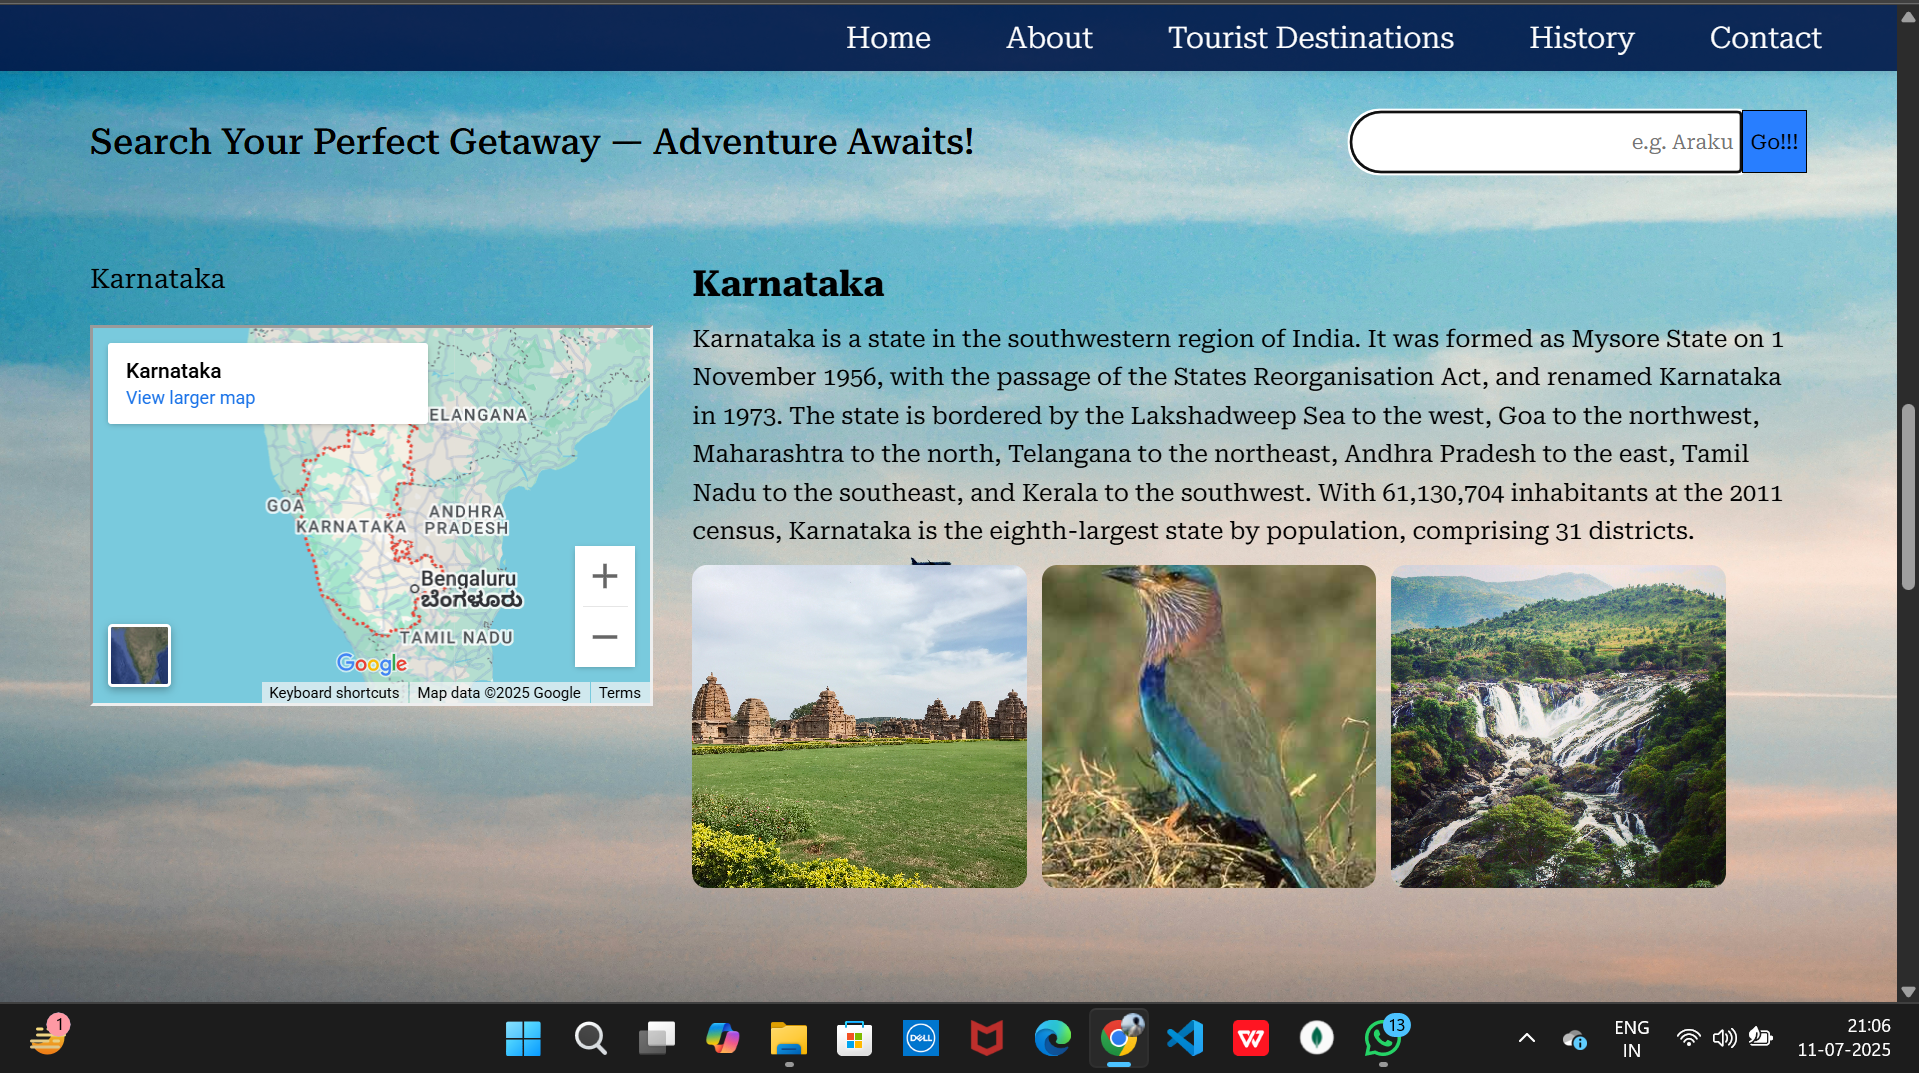 Home About Tourist Destinations History Contact
Search Your Perfect Getaway — Adventure Awaits!
e.g. Araku Go!!!
Karnataka
Karnataka
View larger map
ELANGANA
GOA
KARNATAKA
ANDHRA
PRADESH
Bengaluru
ಬೆಂಗಳೂರು
TAMIL NADU
Google
Keyboard shortcuts Map data ©2025 Google Terms
Karnataka
Karnataka is a state in the southwestern region of India. It was formed as Mysore State on 1
November 1956, with the passage of the States Reorganisation Act, and renamed Karnataka
in 1973. The state is bordered by the Lakshadweep Sea to the west, Goa to the northwest,
Maharashtra to the north, Telangana to the northeast, Andhra Pradesh to the east, Tamil
Nadu to the southeast, and Kerala to the southwest. With 61,130,704 inhabitants at the 2011
census, Karnataka is the eighth-largest state by population, comprising 31 districts.
1
DELL
W
13
ENG
IN
21:06
11-07-2025